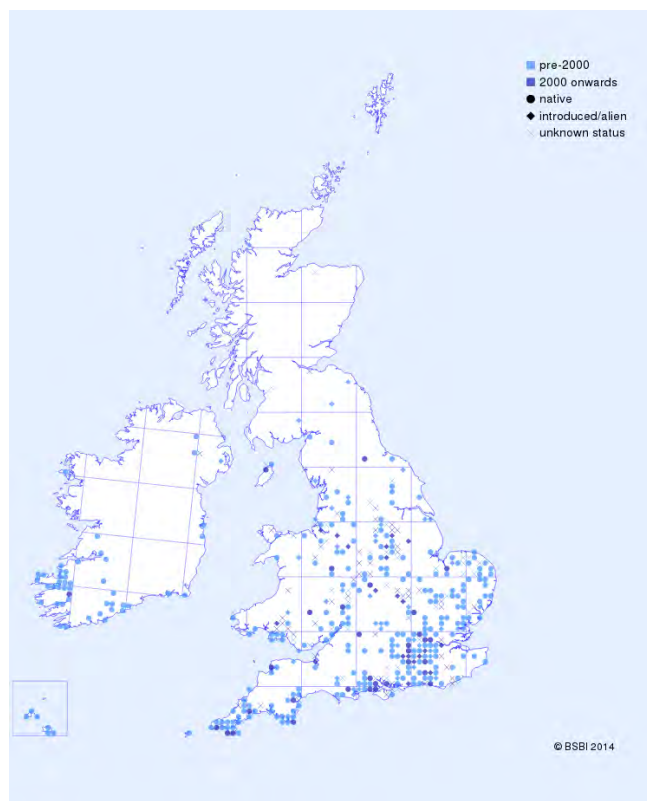 pre-2000
2000 onwards
native
introduced/alien
unknown status
© BSBI 2014